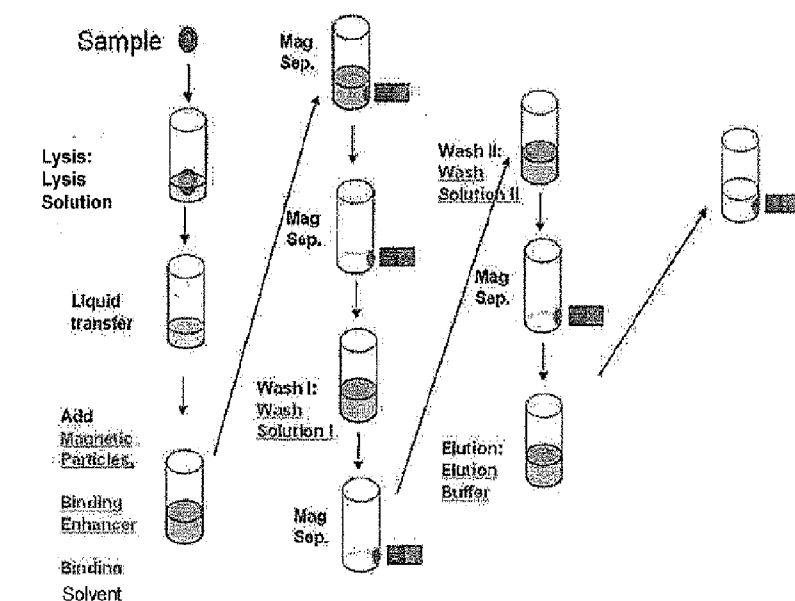 Sample
Lysis:
Lysis
Solution
Liquid
transfer
Add
Magnetic
Particles,
Binding
Enhancer
Binding
Solvent
Mag
Sep.
Mag
Sep.
Wash I:
Wash
Solution I
Mag
Sep.
Wash II:
Wash
Solution II
Mag
Sep.
Elution:
Elution
Buffer